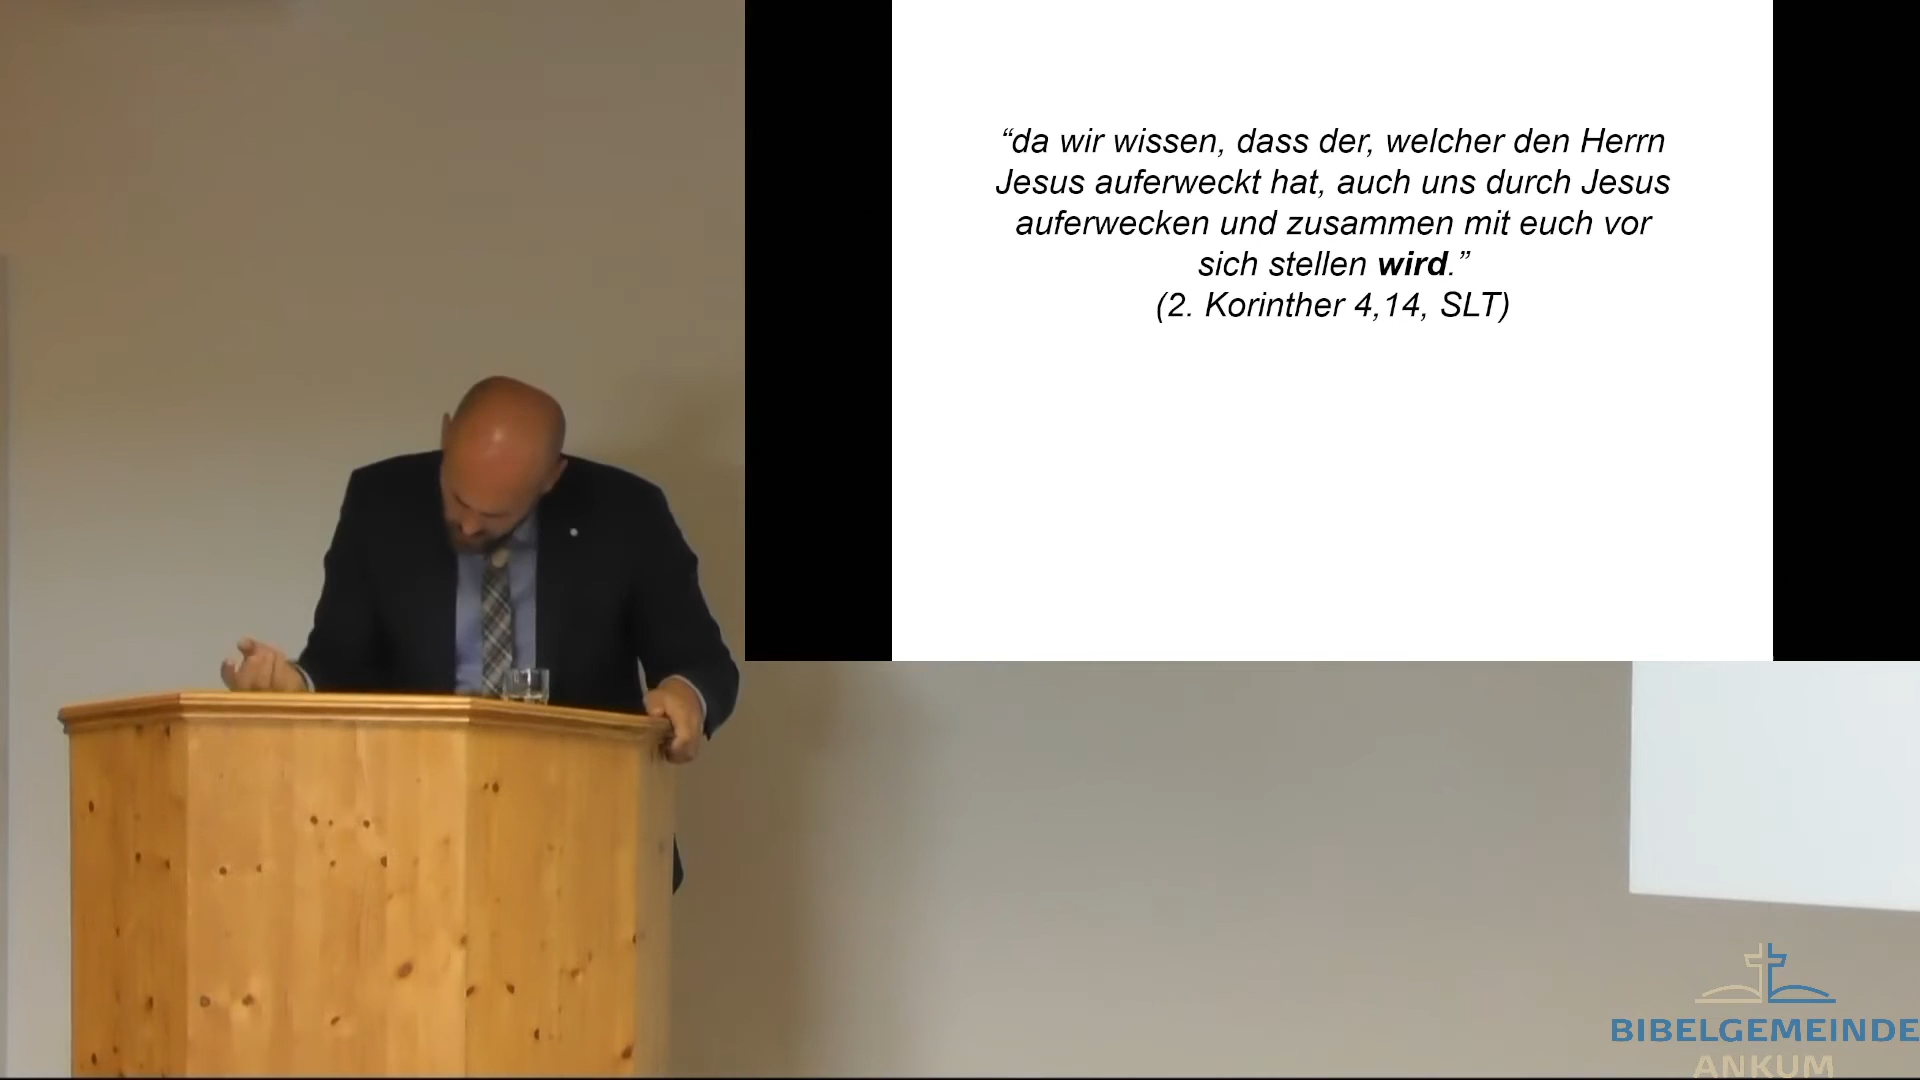 “da wir wissen, dass der, welcher den Herrn
Jesus auferweckt hat, auch uns durch Jesus
auferwecken und zusammen mit euch vor
sich stellen wird.”
(2. Korinther 4,14, SLT)
BIBELGEMEINDE
ANKUM